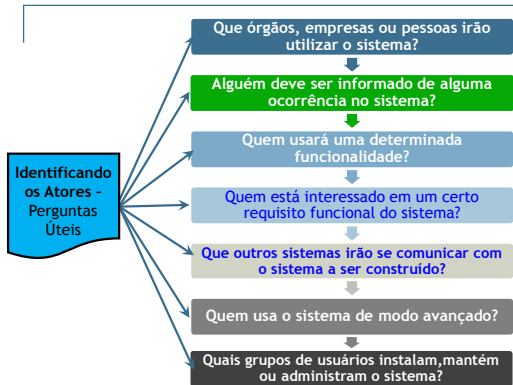 Que órgãos, empresas ou pessoas irão
utilizar o sistema?
Alguém deve ser informado de alguma
ocorrência no sistema?
Quem usará uma determinada
funcionalidade?
Identificando
os Atores –
Perguntas
Úteis
Quem está interessado em um certo
requisito funcional do sistema?
Que outros sistemas irão se comunicar com
o sistema a ser construído?
Quem usa o sistema de modo avançado?
Quais grupos de usuários instalam,mantém
ou administram o sistema?